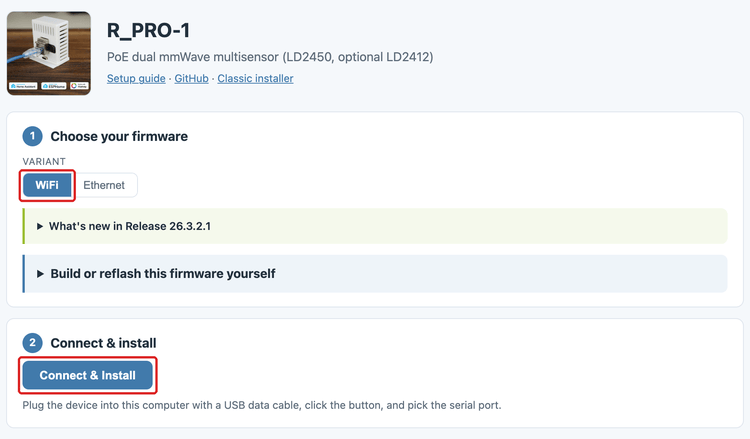 R_PRO-1
PoE dual mmWave multisensor (LD2450, optional LD2412)
Setup guide · GitHub · Classic installer
1 Choose your firmware
VARIANT
WiFi Ethernet
▶ What's new in Release 26.3.2.1
▶ Build or reflash this firmware yourself
2 Connect & install
Connect & Install
Plug the device into this computer with a USB data cable, click the button, and pick the serial port.